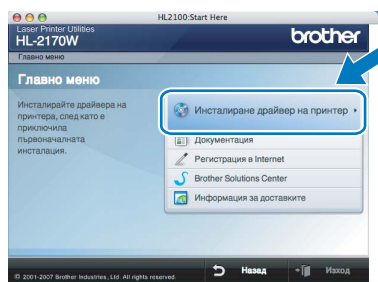 HL2100:Start Here
Laser Printer Utilities
HL-2170W
brother
Главно меню
Главно меню
Инсталирайте драйвера на
принтера, след като е
приключила
първоначалната
инсталация.
Инсталиране драйвер на принтер
Документация
Регистрация в Internet
Brother Solutions Center
Информация за доставките
© 2001-2007 Brother Industries, Ltd. All rights reserved.
Назад
Изход